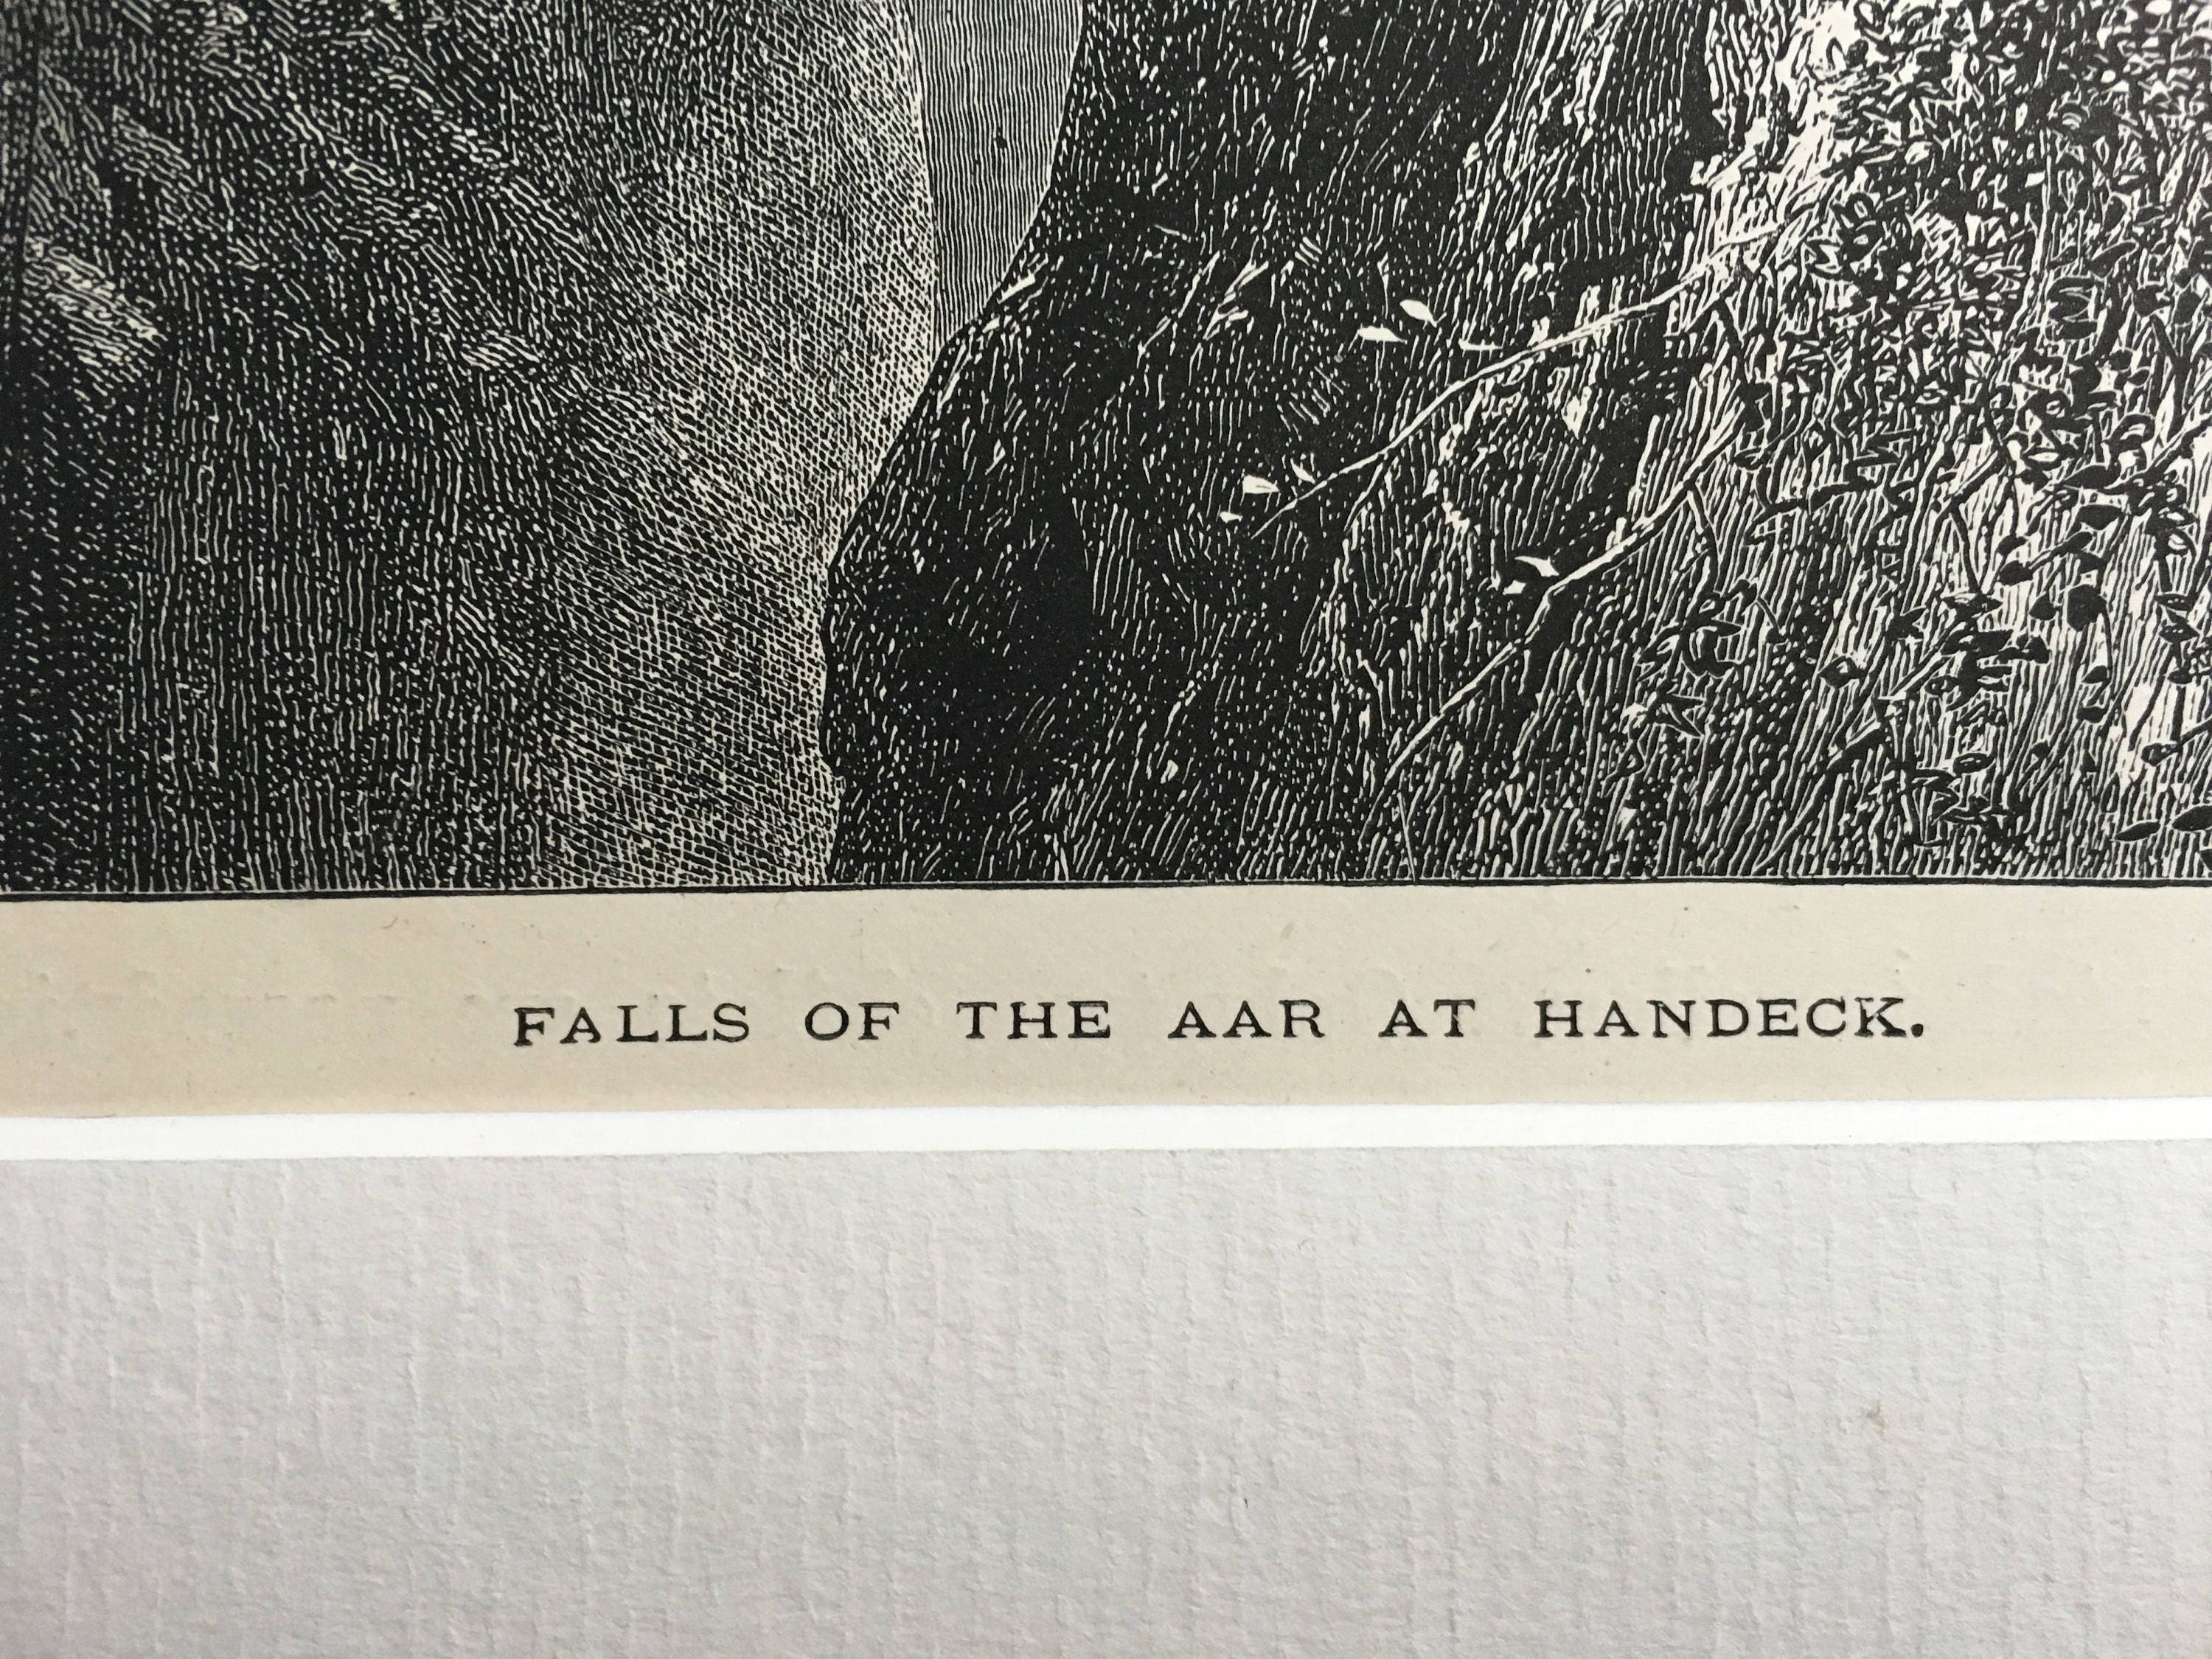 FALLS OF THE AAR AT HANDECK.